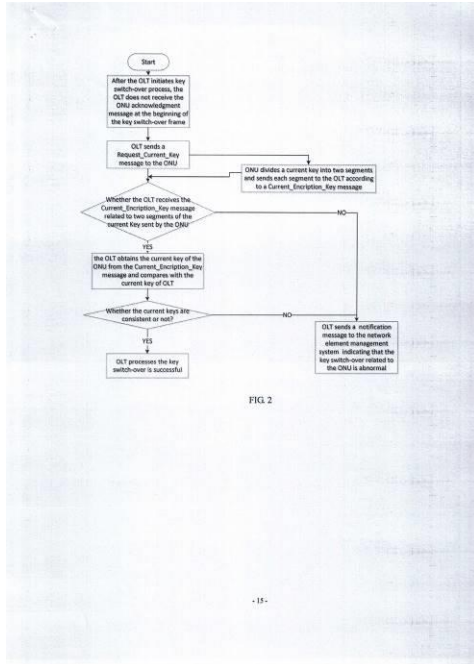 Start
After the OLT initiates key
switch-over process, the
OLT does not receive the
ONU acknowledgment
message at the beginning of
the key switch-over frame
OLT sends a
Request_Current_Key
message to the ONU
ONU divides a current key into two segments
and sends each segment to the OLT according
to a Current_Encription_Key message
Whether the OLT receives the
Current_Encription_Key message
related to two segments of the
current Key sent by the ONU
NO
YES
the OLT obtains the current key of the
ONU from the Current_Encription_Key
message and compares with the
current key of OLT
Whether the current keys are
consistent or not?
NO
YES
OLT sends a notification
message to the network
element management
system indicating that the
key switch-over related to
the ONU is abnormal
OLT processes the key
switch-over is successful
FIG. 2
- 15 -